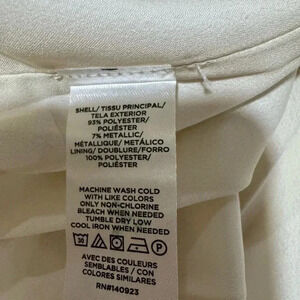 SHELL/TISSU PRINCIPAL/
TELA EXTERIOR
93% POLYESTER/
POLIÉSTER
7% METALLIC/
MÉTALLIQUE/ METÁLICO
LINING/ DOUBLURE/FORRO
100% POLYESTER/
POLIÉSTER
MACHINE WASH COLD
WITH LIKE COLORS
ONLY NON-CHLORINE
BLEACH WHEN NEEDED
TUMBLE DRY LOW
COOL IRON WHEN NEEDED
30
AVEC DES COULEURS
SEMBLABLES / CON
COLORES SIMILARES
RN#140923